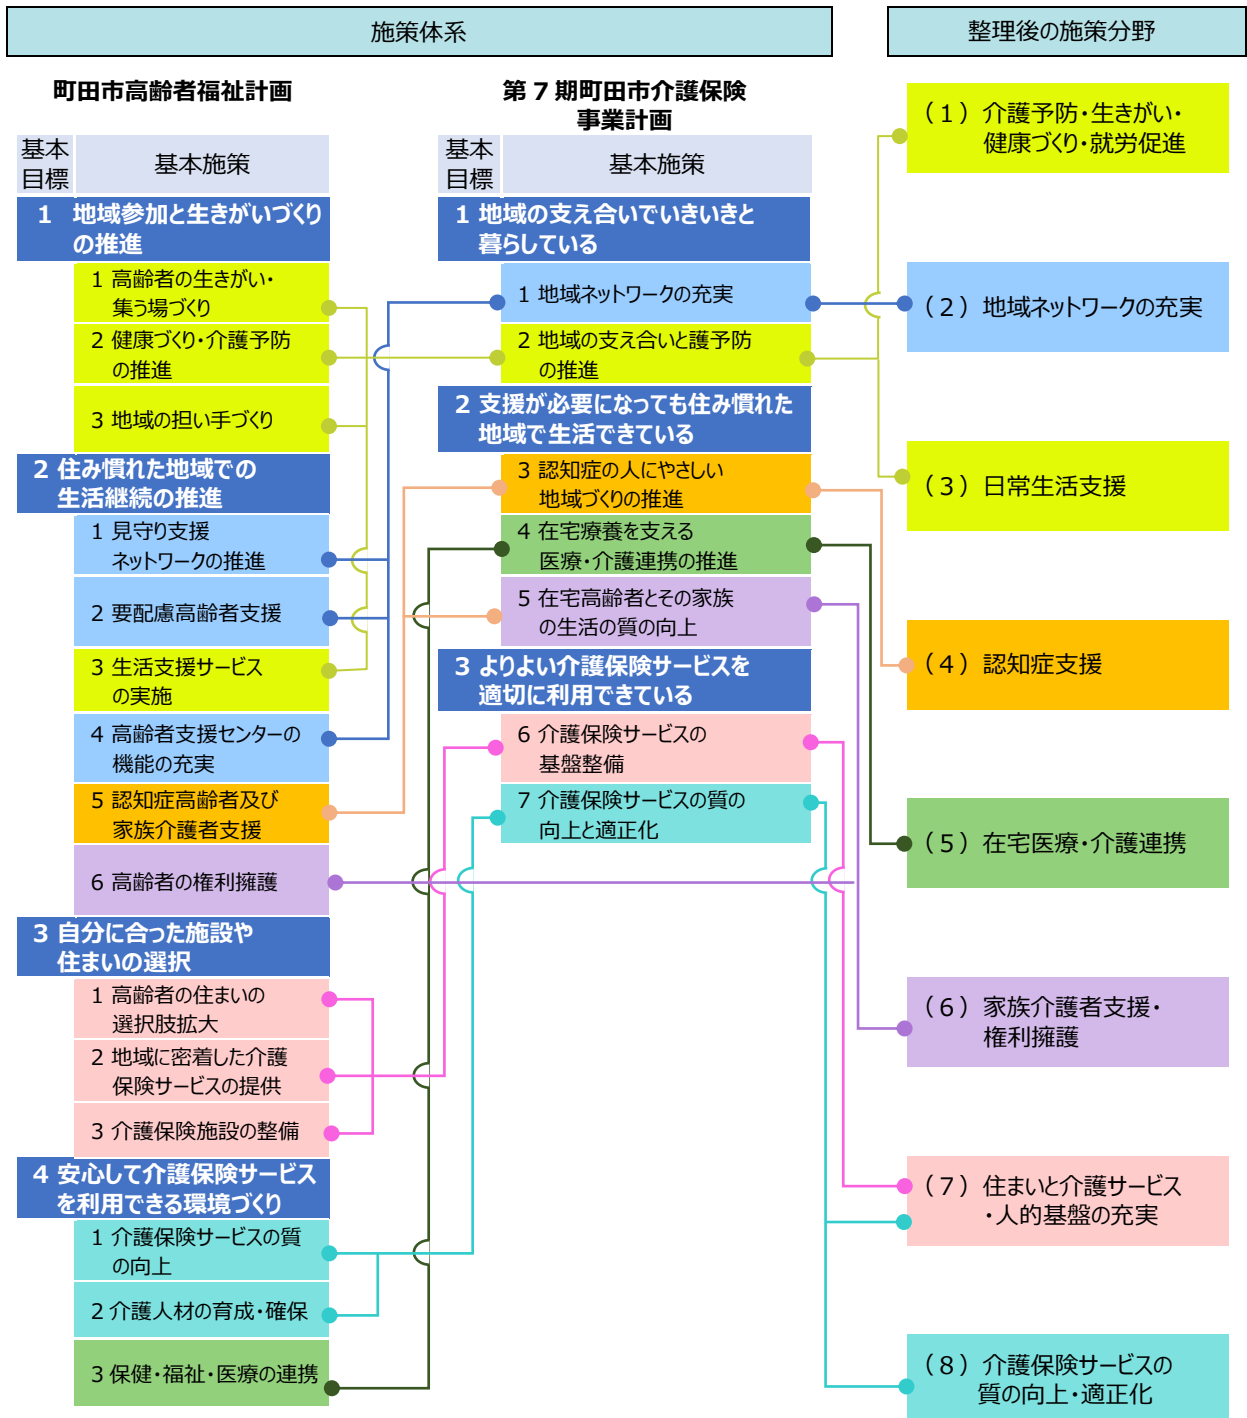 施策体系
整理後の施策分野
町田市高齢者福祉計画
基本
目標
基本施策
1 地域参加と生きがいづくり
の推進
1 高齢者の生きがい・
集う場づくり
2 健康づくり・介護予防
の推進
3 地域の担い手づくり
2 住み慣れた地域での
生活継続の推進
1 見守り支援
ネットワークの推進
2 要配慮高齢者支援
3 生活支援サービス
の実施
4 高齢者支援センターの
機能の充実
5 認知症高齢者及び
家族介護者支援
6 高齢者の権利擁護
3 自分に合った施設や
住まいの選択
1 高齢者の住まいの
選択肢拡大
2 地域に密着した介護
保険サービスの提供
3 介護保険施設の整備
4 安心して介護保険サービス
を利用できる環境づくり
1 介護保険サービスの質
の向上
2 介護人材の育成・確保
3 保健・福祉・医療の連携
第7期町田市介護保険
事業計画
基本
目標
基本施策
1 地域の支え合いでいきいきと
暮らしている
1 地域ネットワークの充実
2 地域の支え合いと護予防
の推進
2 支援が必要になっても住み慣れた
地域で生活できている
3 認知症の人にやさしい
地域づくりの推進
4 在宅療養を支える
医療・介護連携の推進
5 在宅高齢者とその家族
の生活の質の向上
3 よりよい介護保険サービスを
適切に利用できている
6 介護保険サービスの
基盤整備
7 介護保険サービスの質の
向上と適正化
（1）介護予防・生きがい・
健康づくり・就労促進
（2）地域ネットワークの充実
（3）日常生活支援
（4）認知症支援
（5）在宅医療・介護連携
（6）家族介護者支援・
権利擁護
（7）住まいと介護サービス
・人的基盤の充実
（8）介護保険サービスの
質の向上・適正化